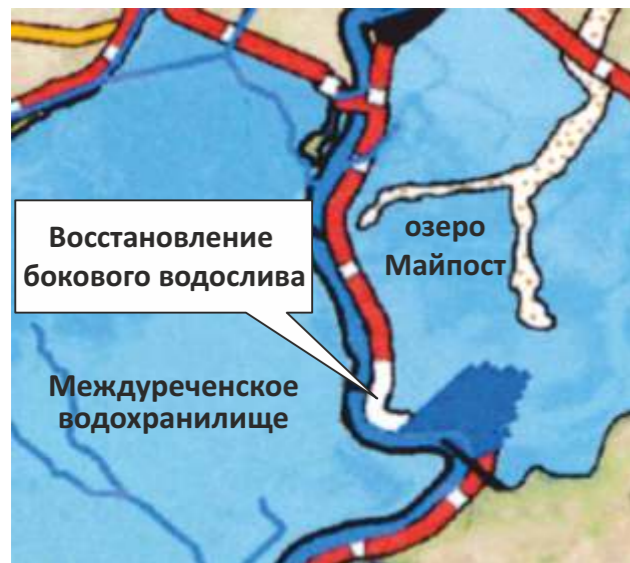 Восстановление
бокового водослива
озеро
Майпост
Междуреченское
водохранилище